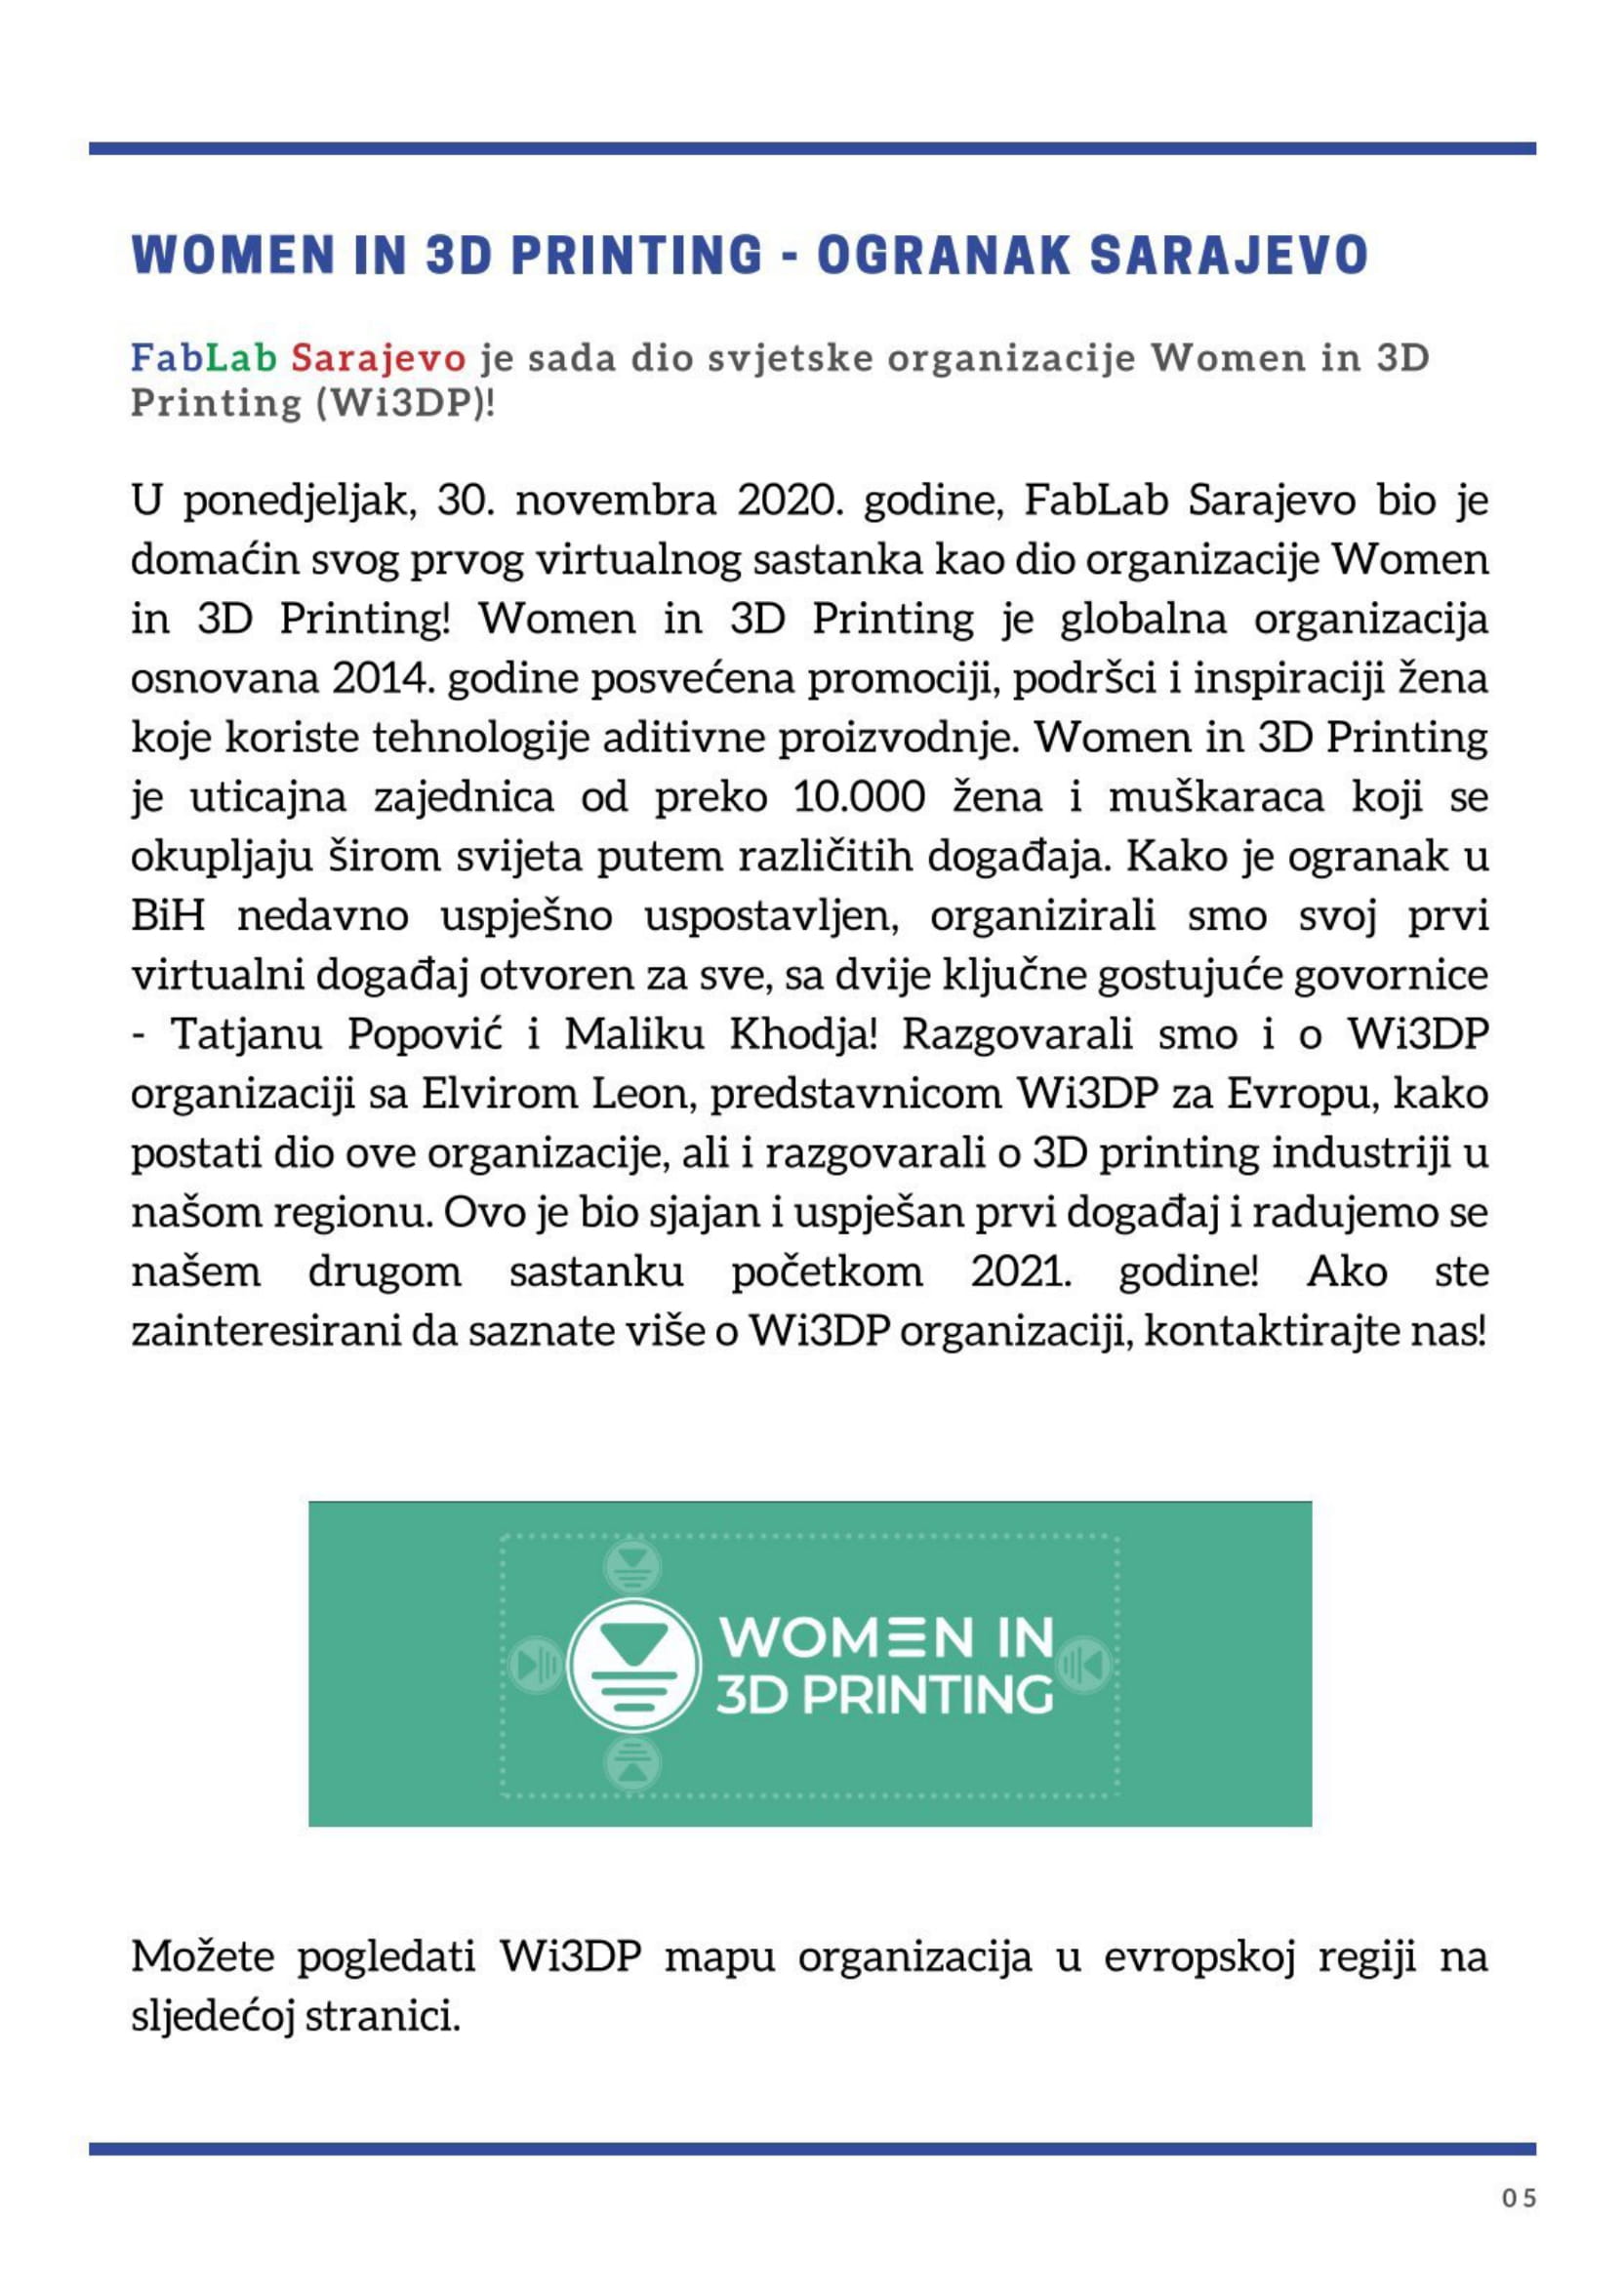 WOMEN IN 3D PRINTING - OGRANAK SARAJEVO
FabLab Sarajevo je sada dio svjetske organizacije Women in 3D
Printing (Wi3DP)!
U ponedjeljak, 30. novembra 2020. godine, FabLab Sarajevo bio je
domaćin svog prvog virtualnog sastanka kao dio organizacije Women
in 3D Printing! Women in 3D Printing je globalna organizacija
osnovana 2014. godine posvećena promociji, podršci i inspiraciji žena
koje koriste tehnologije aditivne proizvodnje. Women in 3D Printing
je uticajna zajednica od preko 10.000 žena i muškaraca koji se
okupljaju širom svijeta putem različitih događaja. Kako je ogranak u
BiH nedavno uspješno uspostavljen, organizirali smo svoj prvi
virtualni događaj otvoren za sve, sa dvije ključne gostujuće govornice
- Tatjanu Popović i Maliku Khodja! Razgovarali smo i o Wi3DP
organizaciji sa Elvirom Leon, predstavnicom Wi3DP za Evropu, kako
postati dio ove organizacije, ali i razgovarali o 3D printing industriji u
našom regionu. Ovo je bio sjajan i uspješan prvi događaj i radujemo se
našem drugom sastanku početkom 2021. godine! Ako ste
zainteresirani da saznate više o Wi3DP organizaciji, kontaktirajte nas!
WOMEN IN
3D PRINTING
Možete pogledati Wi3DP mapu organizacija u evropskoj regiji na
sljedećoj stranici.
05